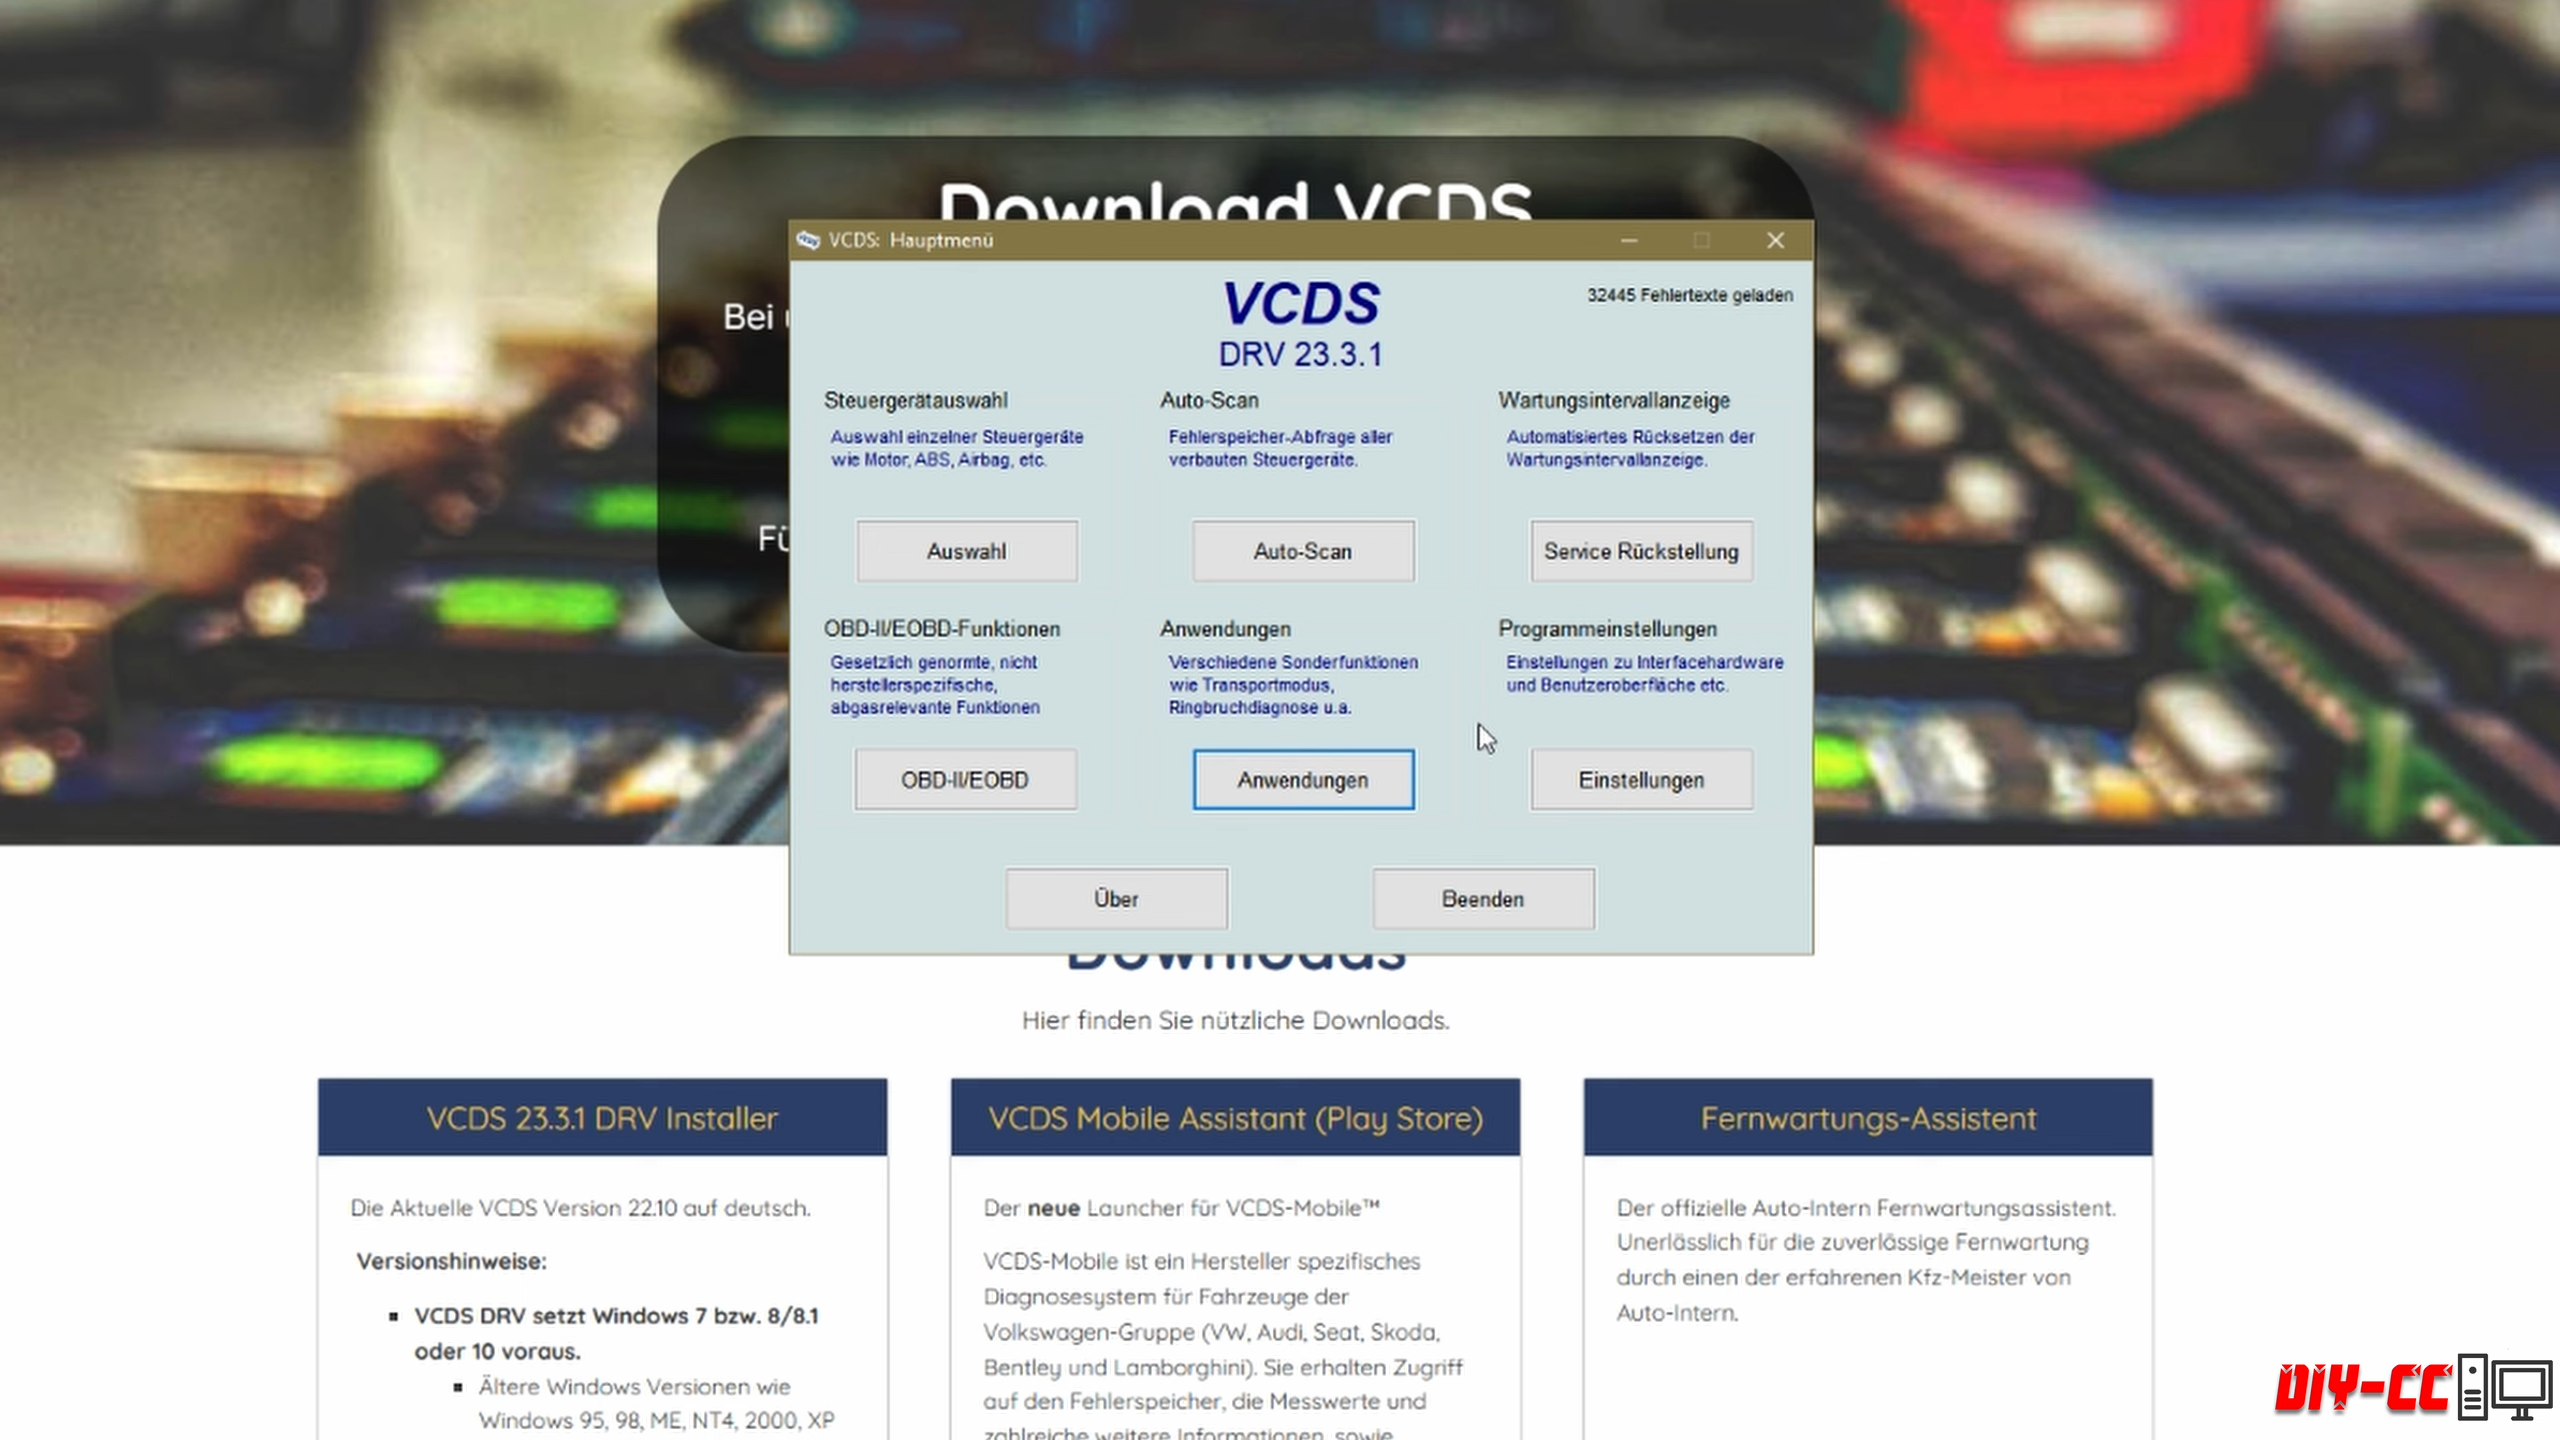 Download VCDS
Bei
VCDS: Hauptmenü
VCDS
DRV 23.3.1
32445 Fehlertexte geladen
Steuergerätauswahl
Auswahl einzelner Steuergeräte
wie Motor, ABS, Airbag, etc.
Auswahl
Auto-Scan
Fehlerspeicher-Abfrage aller
verbauten Steuergeräte.
Auto-Scan
Wartungsintervallanzeige
Automatisiertes Rücksetzen der
Wartungsintervallanzeige.
Service Rückstellung
OBD-II/EOBD-Funktionen
Gesetzlich genormte, nicht
herstellerspezifische,
abgasrelevante Funktionen
OBD-II/EOBD
Anwendungen
Verschiedene Sonderfunktionen
wie Transportmodus,
Ringbruchdiagnose u.a.
Anwendungen
Programmeinstellungen
Einstellungen zu Interfacehardware
und Benutzeroberfläche etc.
Einstellungen
Über
Beenden
Downloads
Hier finden Sie nützliche Downloads.
VCDS 23.3.1 DRV Installer
Die Aktuelle VCDS Version 22.10 auf deutsch.
Versionshinweise:
VCDS DRV setzt Windows 7 bzw. 8/8.1
oder 10 voraus.
Ältere Windows Versionen wie
Windows 95, 98, ME, NT4, 2000, XP
VCDS Mobile Assistant (Play Store)
Der neue Launcher für VCDS-Mobile™
VCDS-Mobile ist ein Hersteller spezifisches
Diagnosesystem für Fahrzeuge der
Volkswagen-Gruppe (VW, Audi, Seat, Skoda,
Bentley und Lamborghini). Sie erhalten Zugriff
auf den Fehlerspeicher, die Messwerte und
zahlreiche weitere Informationen, sowie
Fernwartungs-Assistent
Der offizielle Auto-Intern Fernwartungsassistent.
Unerlässlich für die zuverlässige Fernwartung
durch einen der erfahrenen Kfz-Meister von
Auto-Intern.
DIY-CC